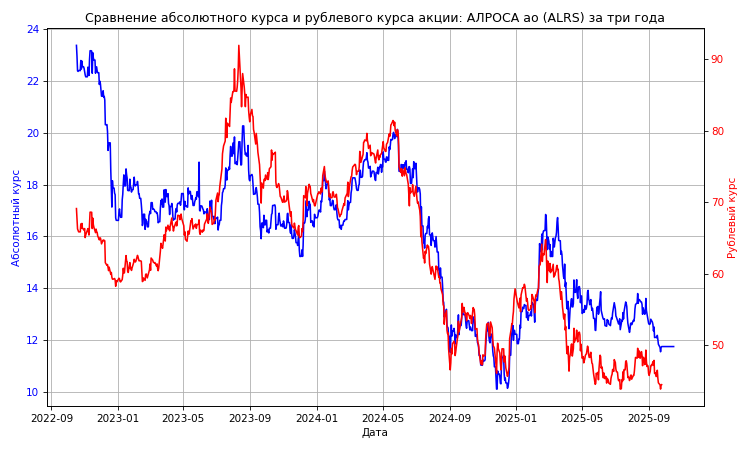 Сравнение абсолютного курса и рублевого курса акции: АЛРОСА ао (ALRS) за три года
24
22
20
18
16
14
12
10
Абсолютный курс
90
80
70
60
50
Рублевый курс
2022-09 2023-01 2023-05 2023-09 2024-01 2024-05 2024-09 2025-01 2025-05 2025-09
Дата